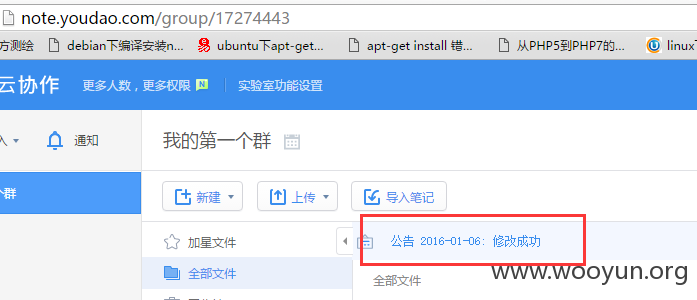 note.youdao.com/group/17274443
方测绘 debian下编译安装n... ubuntu下apt-get... apt-get install 错... 从PHP5到PHP7的... linux下
云协作 更多人数，更多权限 N 实验室功能设置
入 通知 我的第一个群
个群
新建 上传 导入笔记
加星文件 公告 2016-01-06: 修改成功
全部文件 全部文件
www.wooyun.org